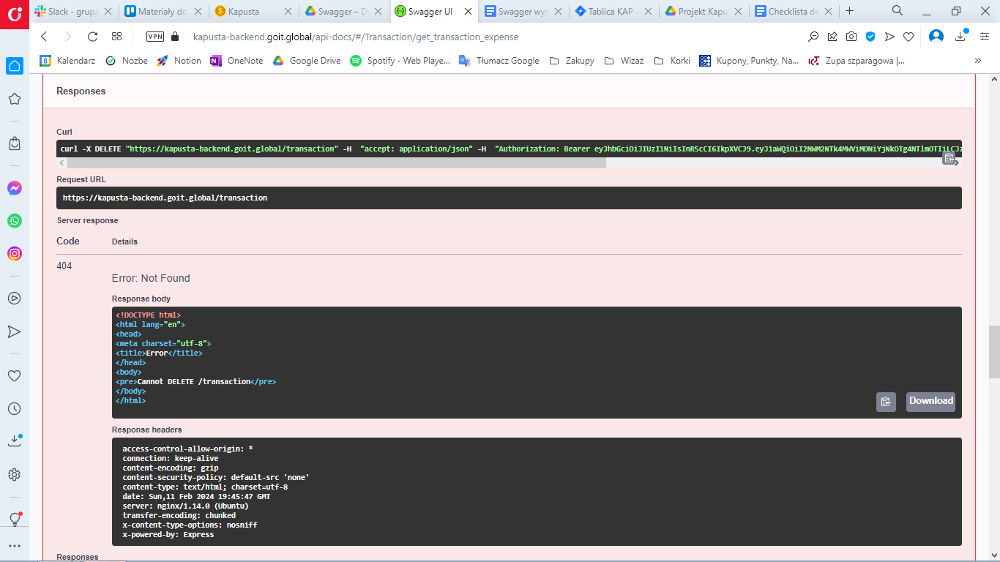 Slack - grupa
Materiały do
Kapusta
Swagger – D
Swagger UI
Swagger wy
Tablica KAP -
Projekt Kapu
Checklista de
VPN
kapusta-backend.goit.global/api-docs/#/Transaction/get_transaction_expense
Kalendarz
Nozbe
Notion
OneNote
Google Drive
Spotify - Web Playe...
Tłumacz Google
Zakupy
Wizaż
Korki
Kupony, Punkty, Na...
Zupa szparagowa |...
Responses
Curl
curl -X DELETE "https://kapusta-backend.goit.global/transaction" -H  "accept: application/json" -H  "Authorization: Bearer
Request URL
https://kapusta-backend.goit.global/transaction
Server response
Code
Details
404
Error: Not Found
Response body
<!DOCTYPE html>
<html lang="en">
<head>
<meta charset="utf-8">
<title>Error</title>
</head>
<body>
<pre>Cannot DELETE /transaction</pre>
</body>
</html>
Download
Response headers
access-control-allow-origin: *
connection: keep-alive
content-encoding: gzip
content-security-policy: default-src 'none'
content-type: text/html; charset=utf-8
date: Sun,11 Feb 2024 19:45:47 GMT
server: nginx/1.14.0 (Ubuntu)
transfer-encoding: chunked
x-content-type-options: nosniff
x-powered-by: Express
Responses